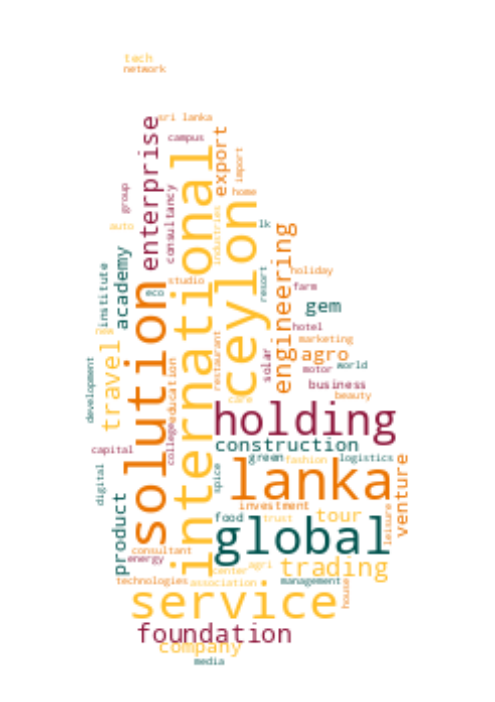 tech
network
sri lanka
enterprise
campus
export
import
international
group
consultancy
home
ceylon
industries
auto
lk
engineering
academy
institute
resort
holiday
studio
solution
eco
farm
gem
hotel
new
travel
restaurant
marketing
solar
agro
motor
world
development
education
business
care
beauty
holding
college
construction
capital
green
fashion
logistics
lanka
venture
digital
spice
product
investment
food
trust
tour
leisure
global
consultant
energy
center
agri
trading
technologies
association
management
house
service
foundation
company
media